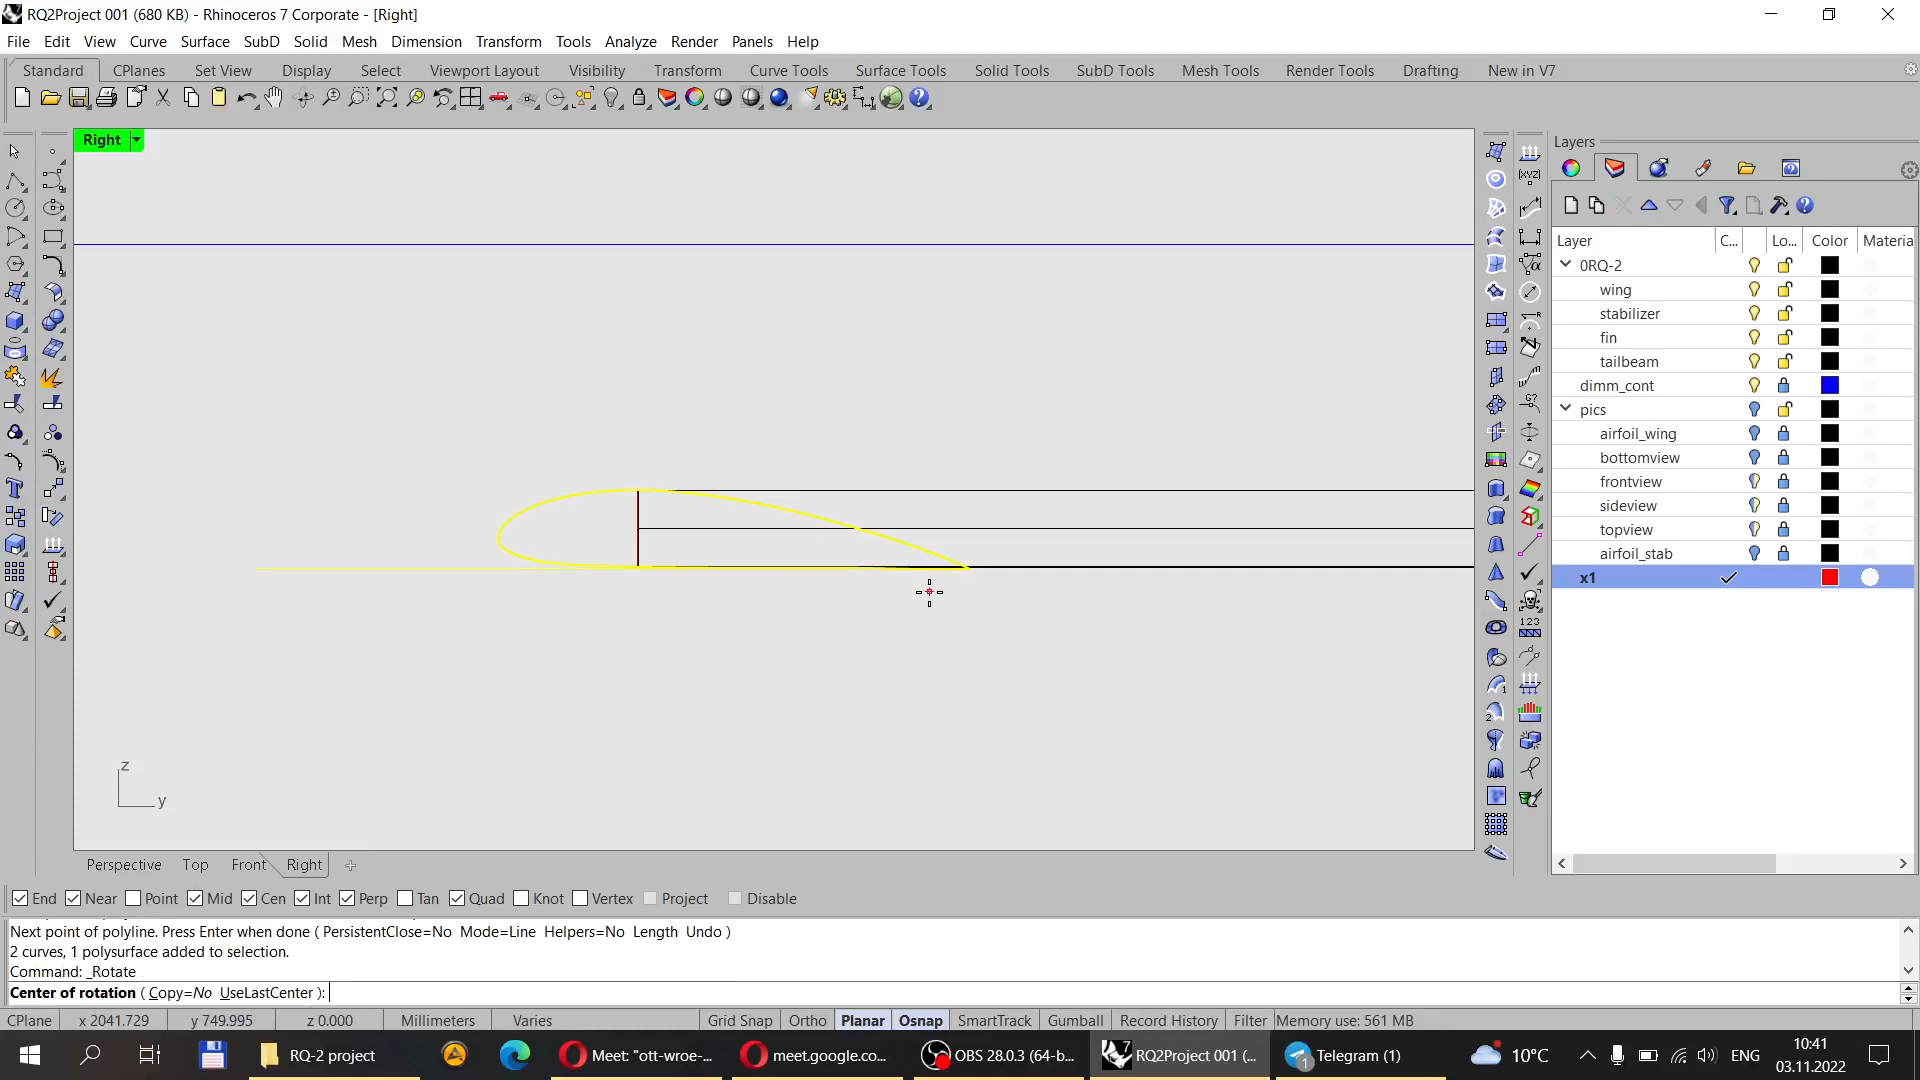 RQ2Project 001 (680 KB) - Rhinoceros 7 Corporate - [Right]
File Edit View Curve Surface SubD Solid Mesh Dimension Transform Tools Analyze Render Panels Help
Standard CPlanes Set View Display Select Viewport Layout Visibility Transform Curve Tools Surface Tools Solid Tools SubD Tools Mesh Tools Render Tools Drafting New in V7
Right
Layers
Layer C... Lo... Color Materia
0RQ-2
wing
stabilizer
fin
tailbeam
dimm_cont
pics
airfoil_wing
bottomview
frontview
sideview
topview
airfoil_stab
x1
z
y
Perspective Top Front Right
End Near Point Mid Cen Int Perp Tan Quad Knot Vertex Project Disable
Next point of polyline. Press Enter when done ( PersistentClose=No Mode=Line Helpers=No Length Undo )
2 curves, 1 polysurface added to selection.
Command: _Rotate
Center of rotation ( Copy=No UseLastCenter ):
CPlane x 2041.729 y 749.995 z 0.000 Millimeters Varies Grid Snap Ortho Planar Osnap SmartTrack Gumball Record History Filter Memory use: 561 MB
RQ-2 project Meet: "ott-wroe-... meet.google.co... OBS 28.0.3 (64-b... RQ2Project 001 (... Telegram (1) 10°C ENG 10:41
03.11.2022